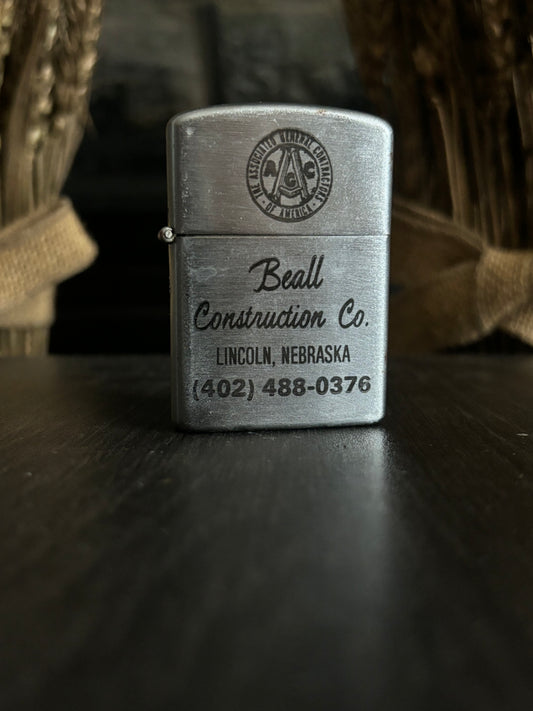 THE ASSOCIATED GENERAL CONTRACTORS
OF AMERICA
AGC
Beall
Construction Co.
LINCOLN, NEBRASKA
(402) 488-0376